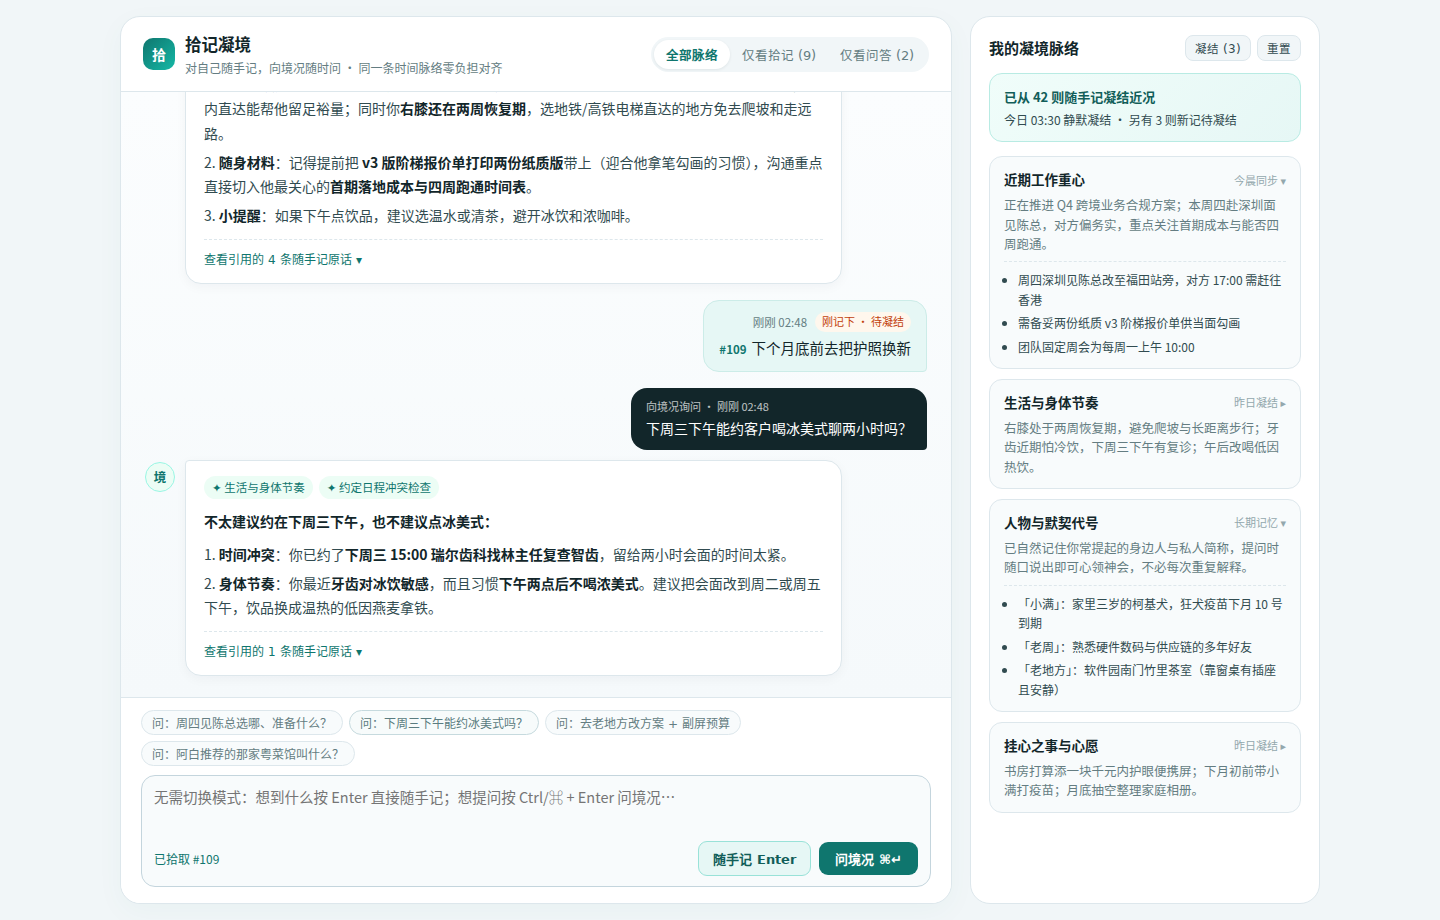 拾
拾记凝境
对自己随手记，向境况随时问 · 同一条时间脉络零负担对齐
全部脉络
仅看拾记 (9)
仅看问答 (2)
内直达能帮他留足裕量；同时你右膝还在两周恢复期，选地铁/高铁电梯直达的地方免去爬坡和走远
路。
2. 随身材料：记得提前把 v3 版阶梯报价单打印两份纸质版带上（迎合他拿笔勾画的习惯），沟通重点
直接切入他最关心的首期落地成本与四周跑通时间表。
3. 小提醒：如果下午点饮品，建议选温水或清茶，避开冰饮和浓咖啡。
查看引用的 4 条随手记原话 ▾
刚刚 02:48 刚记下 · 待凝结
#109 下个月底前去把护照换新
向境况询问 · 刚刚 02:48
下周三下午能约客户喝冰美式聊两小时吗？
境
✦ 生活与身体节奏
✦ 约定日程冲突检查
不太建议约在下周三下午，也不建议点冰美式：
1. 时间冲突：你已约了下周三 15:00 瑞尔齿科找林主任复查智齿，留给两小时会面的时间太紧。
2. 身体节奏：你最近牙齿对冰饮敏感，而且习惯下午两点后不喝浓美式。建议把会面改到周二或周五
下午，饮品换成温热的低因燕麦拿铁。
查看引用的 1 条随手记原话 ▾
问：周四见陈总选哪、准备什么？
问：下周三下午能约冰美式吗？
问：去老地方改方案 + 副屏预算
问：阿白推荐的那家粤菜馆叫什么？
无需切换模式：想到什么按 Enter 直接随手记；想提问按 Ctrl/⌘ + Enter 问境况…
已拾取 #109
随手记 Enter
问境况 ⌘↵
我的凝境脉络
凝结 (3)
重置
已从 42 则随手记凝结近况
今日 03:30 静默凝结 · 另有 3 则新记待凝结
近期工作重心
今晨同步 ▾
正在推进 Q4 跨境业务合规方案；本周四赴深圳面
见陈总，对方偏务实，重点关注首期成本与能否四
周跑通。
周四深圳见陈总改至福田站旁，对方 17:00 需赶往
香港
需备妥两份纸质 v3 阶梯报价单供当面勾画
团队固定周会为每周一上午 10:00
生活与身体节奏
昨日凝结 ▸
右膝处于两周恢复期，避免爬坡与长距离步行；牙
齿近期怕冷饮，下周三下午有复诊；午后改喝低因
热饮。
人物与默契代号
长期记忆 ▾
已自然记住你常提起的身边人与私人简称，提问时
随口说出即可心领神会，不必每次重复解释。
「小满」：家里三岁的柯基犬，狂犬疫苗下月 10 号
到期
「老周」：熟悉硬件数码与供应链的多年好友
「老地方」：软件园南门竹里茶室（靠窗桌有插座
且安静）
挂心之事与心愿
昨日凝结 ▸
书房打算添一块千元内护眼便携屏；下月初前带小
满打疫苗；月底抽空整理家庭相册。